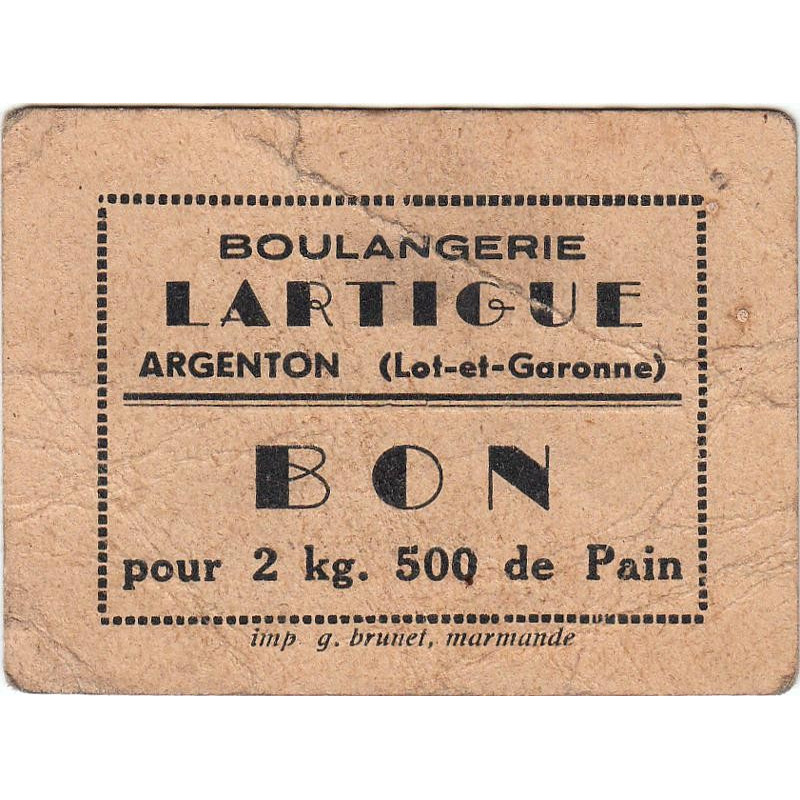 BOULANGERIE
LARTIGUE
ARGENTON (Lot-et-Garonne)
BON
pour 2 kg. 500 de Pain
imp g. brunet, marmande